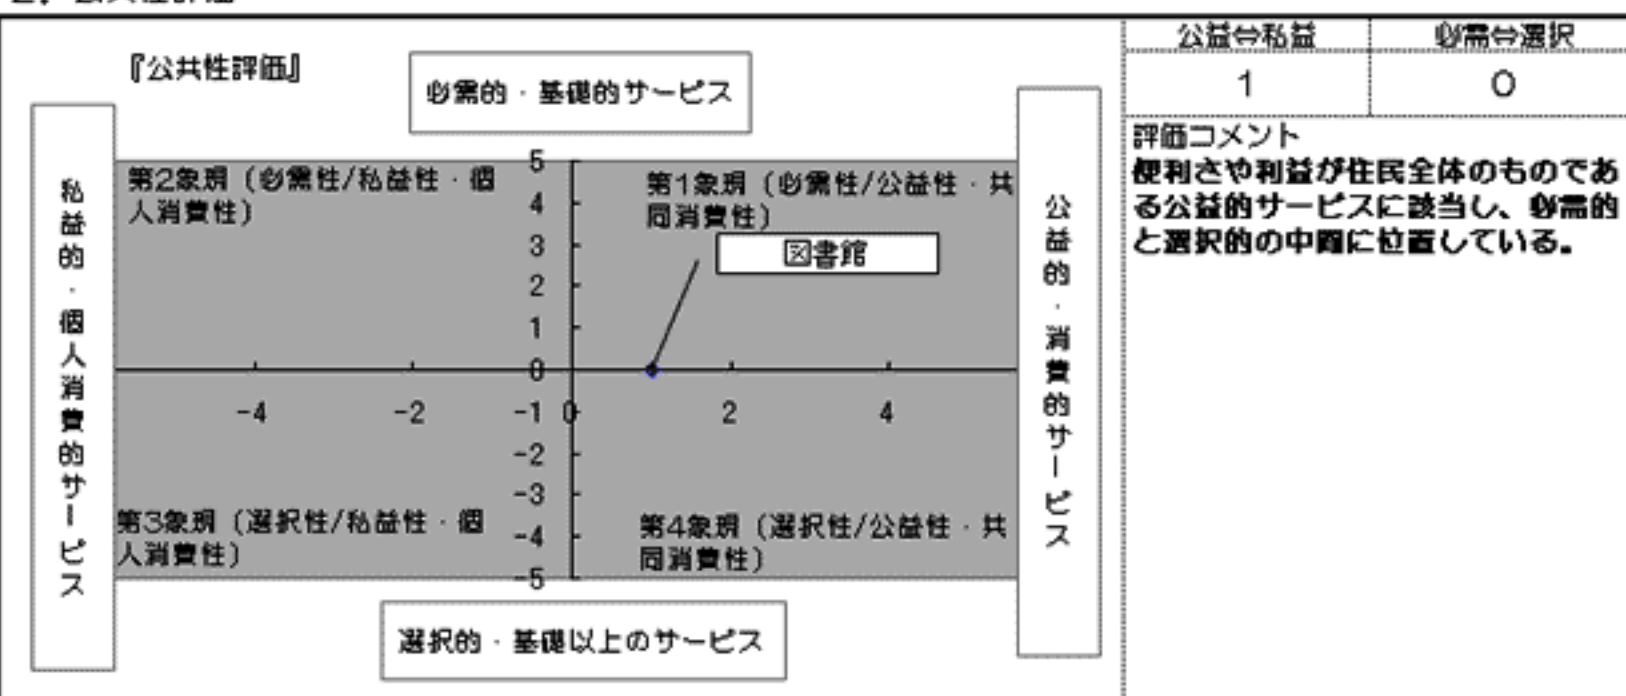 『公共性評価』
必需的・基礎的サービス
私益的・個人消費的サービス
第2象現（必需性/私益性・個
人消費性）
第1象現（必需性/公益性・共
同消費性）
図書館
5
4
3
2
1
0
-4
-2
-1
0
2
4
-2
-3
-4
-5
第3象現（選択性/私益性・個
人消費性）
第4象現（選択性/公益性・共
同消費性）
選択的・基礎以上のサービス
公益的・消費的サービス
公益⇔私益
必需⇔選択
1
0
評価コメント
便利さや利益が住民全体のものであ
る公益的サービスに該当し、必需的
と選択的の中間に位置している。